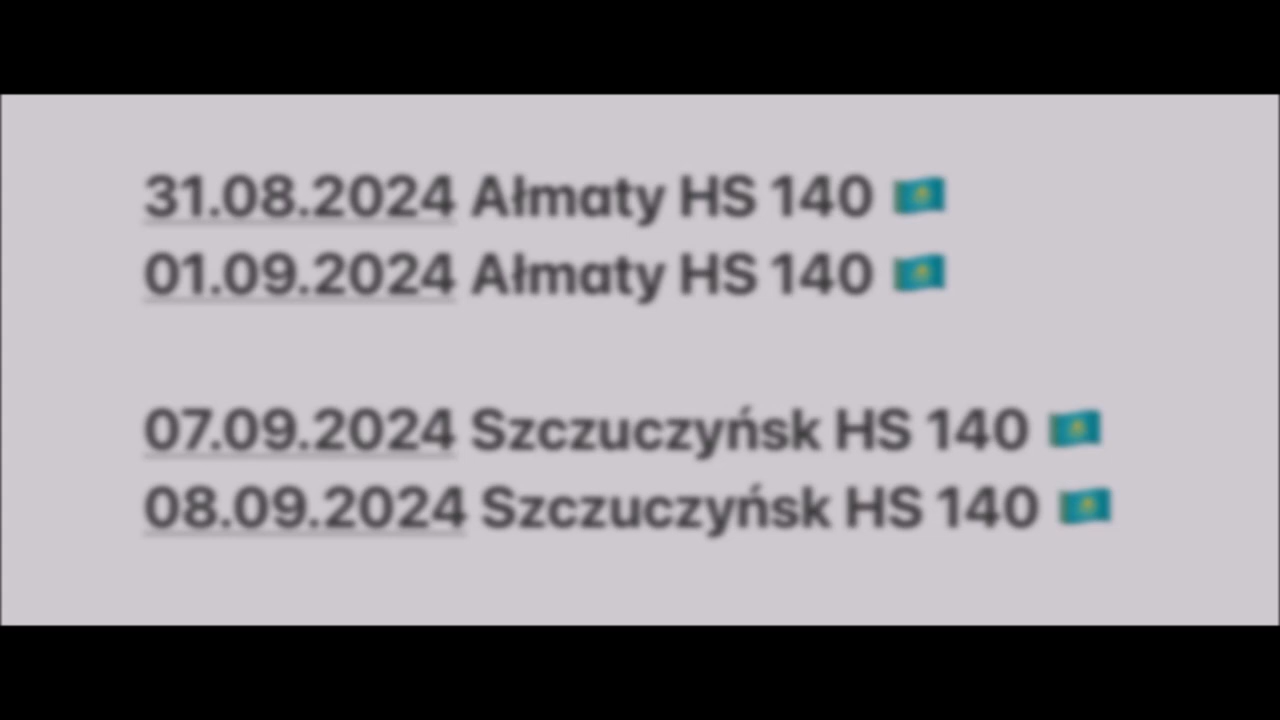 31.08.2024 Ałmaty HS 140 🇰🇿
01.09.2024 Ałmaty HS 140 🇰🇿
07.09.2024 Szczuczyńsk HS 140 🇰🇿
08.09.2024 Szczuczyńsk HS 140 🇰🇿